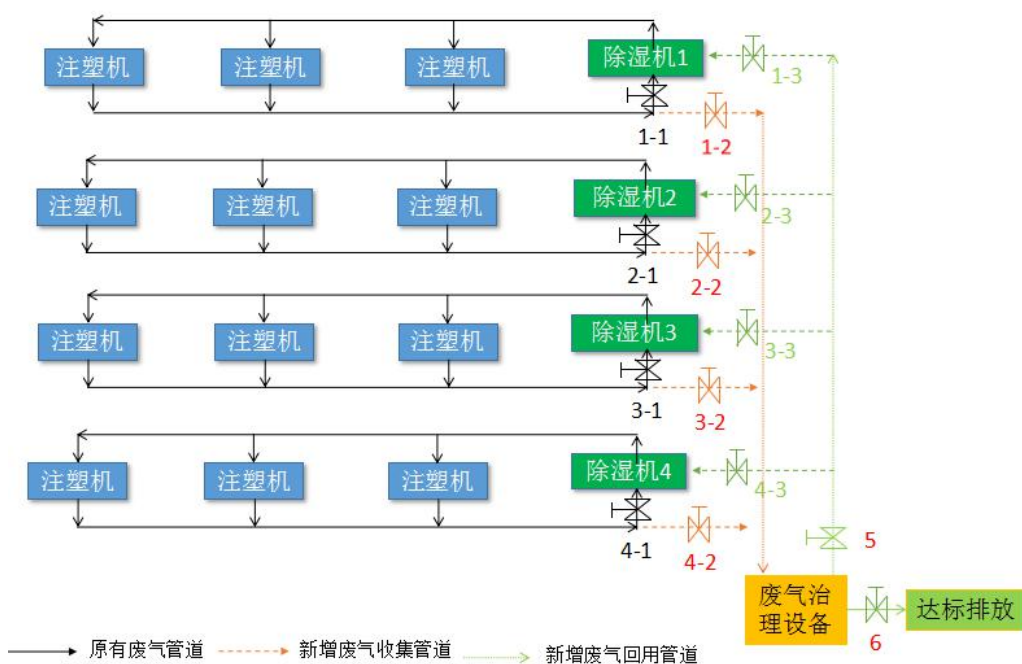 注塑机 注塑机 注塑机 除湿机1
1-3
1-1 1-2
注塑机 注塑机 注塑机 除湿机2
2-3
2-1 2-2
注塑机 注塑机 注塑机 除湿机3
3-3
3-1 3-2
注塑机 注塑机 注塑机 除湿机4
4-3
4-1 4-2
5
废气治
理设备
达标排放
6
原有废气管道 新增废气收集管道 新增废气回用管道